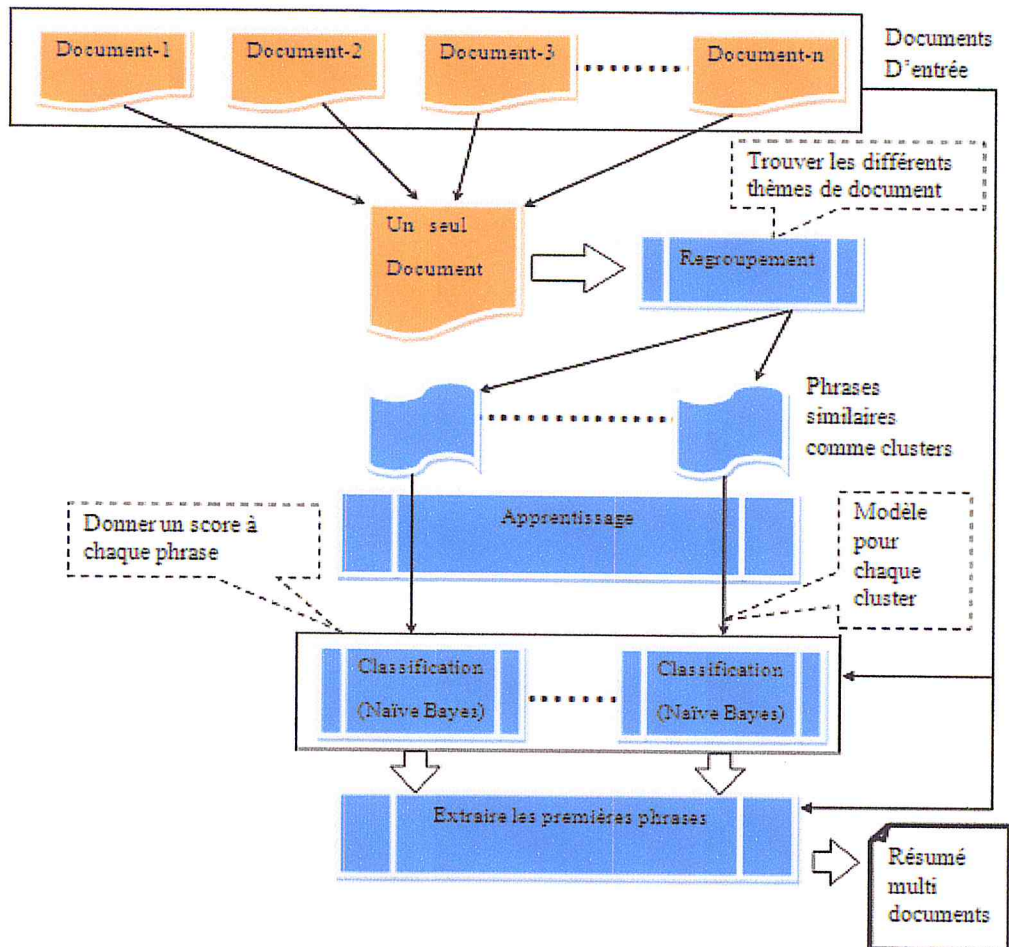 Document-1
Document-2
Document-3
Document-n
Documents
D'entrée
Trouver les différents
thèmes de document
Un seul
Document
Regroupement
Phrases
similaires
comme clusters
Apprentissage
Donner un score à
chaque phrase
Modèle
pour
chaque
cluster
Classification
(Naïve Bayes)
Classification
(Naïve Bayes)
Extraire les premières phrases
Résumé
multi
documents